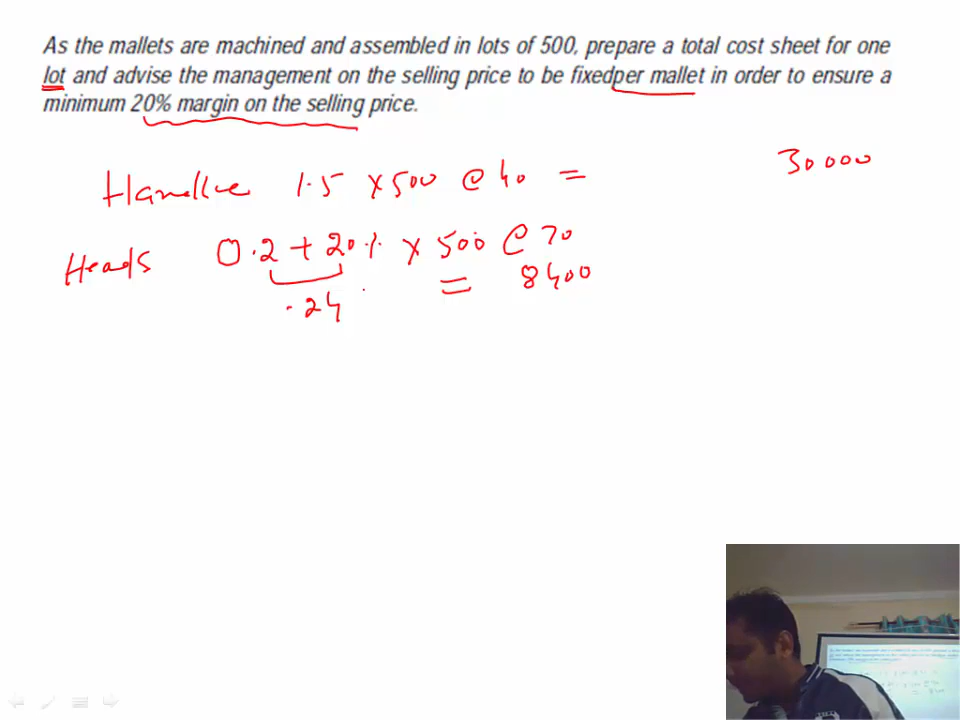 As the mallets are machined and assembled in lots of 500, prepare a total cost sheet for one
lot and advise the management on the selling price to be fixedper mallet in order to ensure a
minimum 20% margin on the selling price.
Handle 1.5 x 500 @ 40 = 30000
Heads 0.2 + 20% x 500 @ 70
.24 = 8400